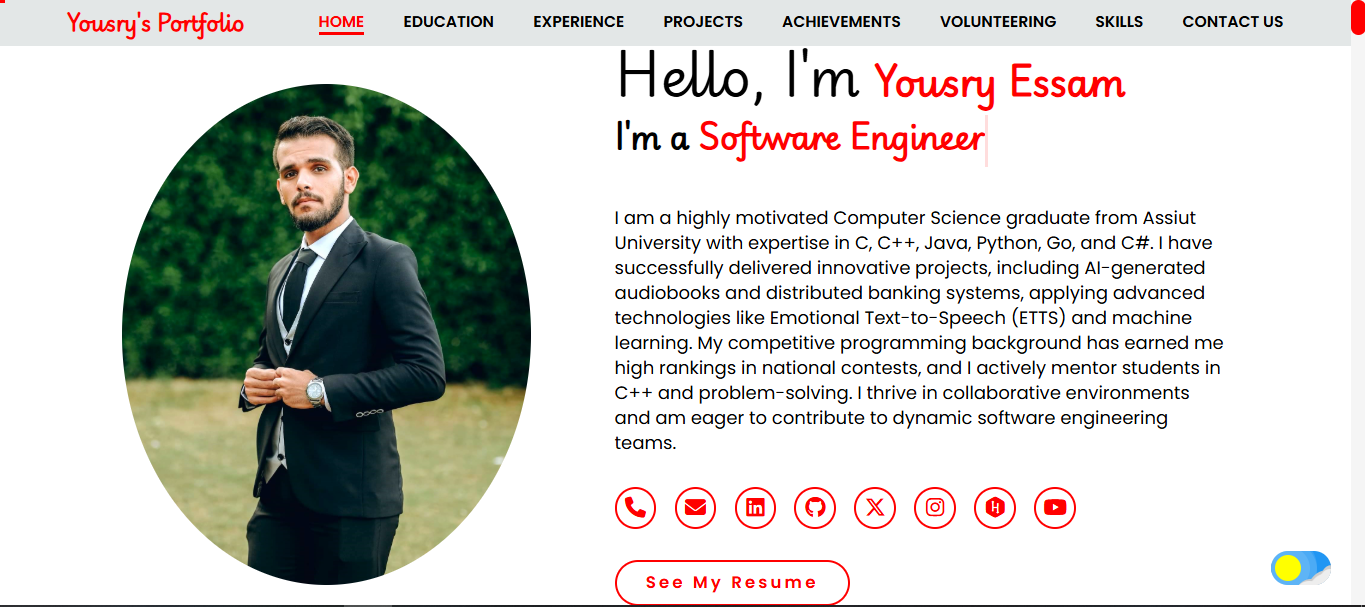 Yousry's Portfolio
HOME
EDUCATION
EXPERIENCE
PROJECTS
ACHIEVEMENTS
VOLUNTEERING
SKILLS
CONTACT US
Hello, I'm Yousry Essam
I'm a Software Engineer
I am a highly motivated Computer Science graduate from Assiut
University with expertise in C, C++, Java, Python, Go, and C#. I have
successfully delivered innovative projects, including AI-generated
audiobooks and distributed banking systems, applying advanced
technologies like Emotional Text-to-Speech (ETTS) and machine
learning. My competitive programming background has earned me
high rankings in national contests, and I actively mentor students in
C++ and problem-solving. I thrive in collaborative environments
and am eager to contribute to dynamic software engineering
teams.
See My Resume